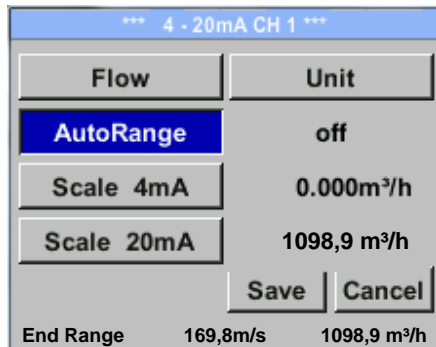 *** 4 - 20mA CH 1 ***
Flow Unit
AutoRange off
Scale 4mA 0.000m³/h
Scale 20mA 1098,9 m³/h
Save Cancel
End Range 169,8m/s 1098,9 m³/h